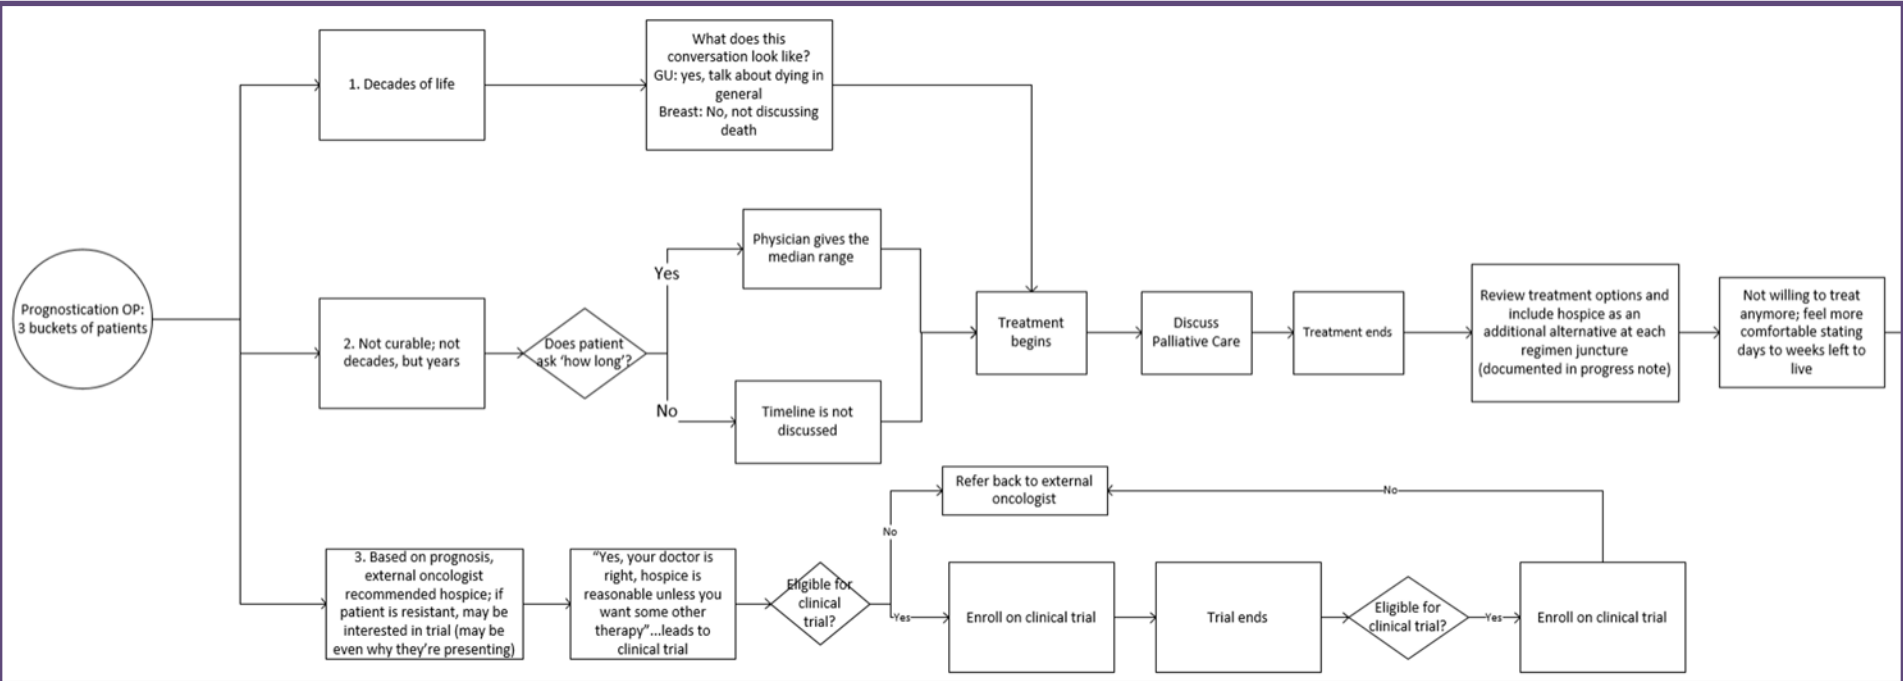 Prognostication OP:
3 buckets of patients
1. Decades of life
What does this
conversation look like?
GU: yes, talk about dying in
general
Breast: No, not discussing
death
2. Not curable; not
decades, but years
Does patient
ask ‘how long’?
Yes
Physician gives the
median range
No
Timeline is not
discussed
Treatment
begins
Discuss
Palliative Care
Treatment ends
Review treatment options and
include hospice as an
additional alternative at each
regimen juncture
(documented in progress note)
Not willing to treat
anymore; feel more
comfortable stating
days to weeks left to
live
3. Based on prognosis,
external oncologist
recommended hospice; if
patient is resistant, may be
interested in trial (may be
even why they’re presenting)
“Yes, your doctor is
right, hospice is
reasonable unless you
want some other
therapy”...leads to
clinical trial
Eligible for
clinical
trial?
No
Refer back to external
oncologist
Yes
Enroll on clinical trial
Trial ends
Eligible for
clinical trial?
Yes
Enroll on clinical trial
No